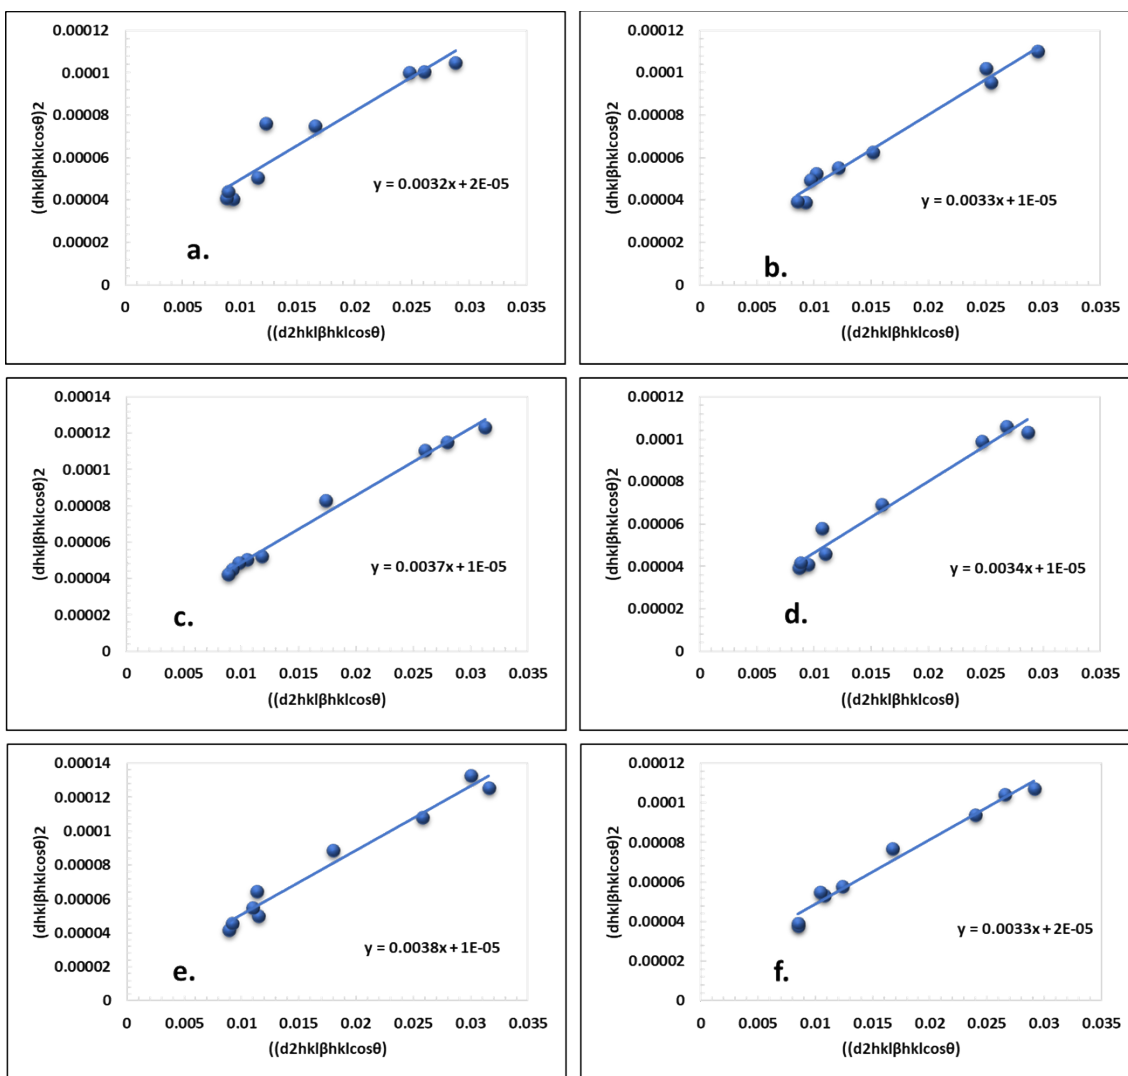 (dhklβhklcosθ)2
0.00012
0.0001
0.00008
0.00006
0.00004
0.00002
0
y = 0.0032x + 2E-05
a.
0 0.005 0.01 0.015 0.02 0.025 0.03 0.035
((d2hklβhklcosθ)
(dhklβhklcosθ)2
0.00012
0.0001
0.00008
0.00006
0.00004
0.00002
0
y = 0.0033x + 1E-05
b.
0 0.005 0.01 0.015 0.02 0.025 0.03 0.035
((d2hklβhklcosθ)
(dhklβhklcosθ)2
0.00014
0.00012
0.0001
0.00008
0.00006
0.00004
0.00002
0
y = 0.0037x + 1E-05
c.
0 0.005 0.01 0.015 0.02 0.025 0.03 0.035
((d2hklβhklcosθ)
(dhklβhklcosθ)2
0.00012
0.0001
0.00008
0.00006
0.00004
0.00002
0
y = 0.0034x + 1E-05
d.
0 0.005 0.01 0.015 0.02 0.025 0.03 0.035
((d2hklβhklcosθ)
(dhklβhklcosθ)2
0.00014
0.00012
0.0001
0.00008
0.00006
0.00004
0.00002
0
y = 0.0038x + 1E-05
e.
0 0.005 0.01 0.015 0.02 0.025 0.03 0.035
((d2hklβhklcosθ)
(dhklβhklcosθ)2
0.00012
0.0001
0.00008
0.00006
0.00004
0.00002
0
y = 0.0033x + 2E-05
f.
0 0.005 0.01 0.015 0.02 0.025 0.03 0.035
((d2hklβhklcosθ)